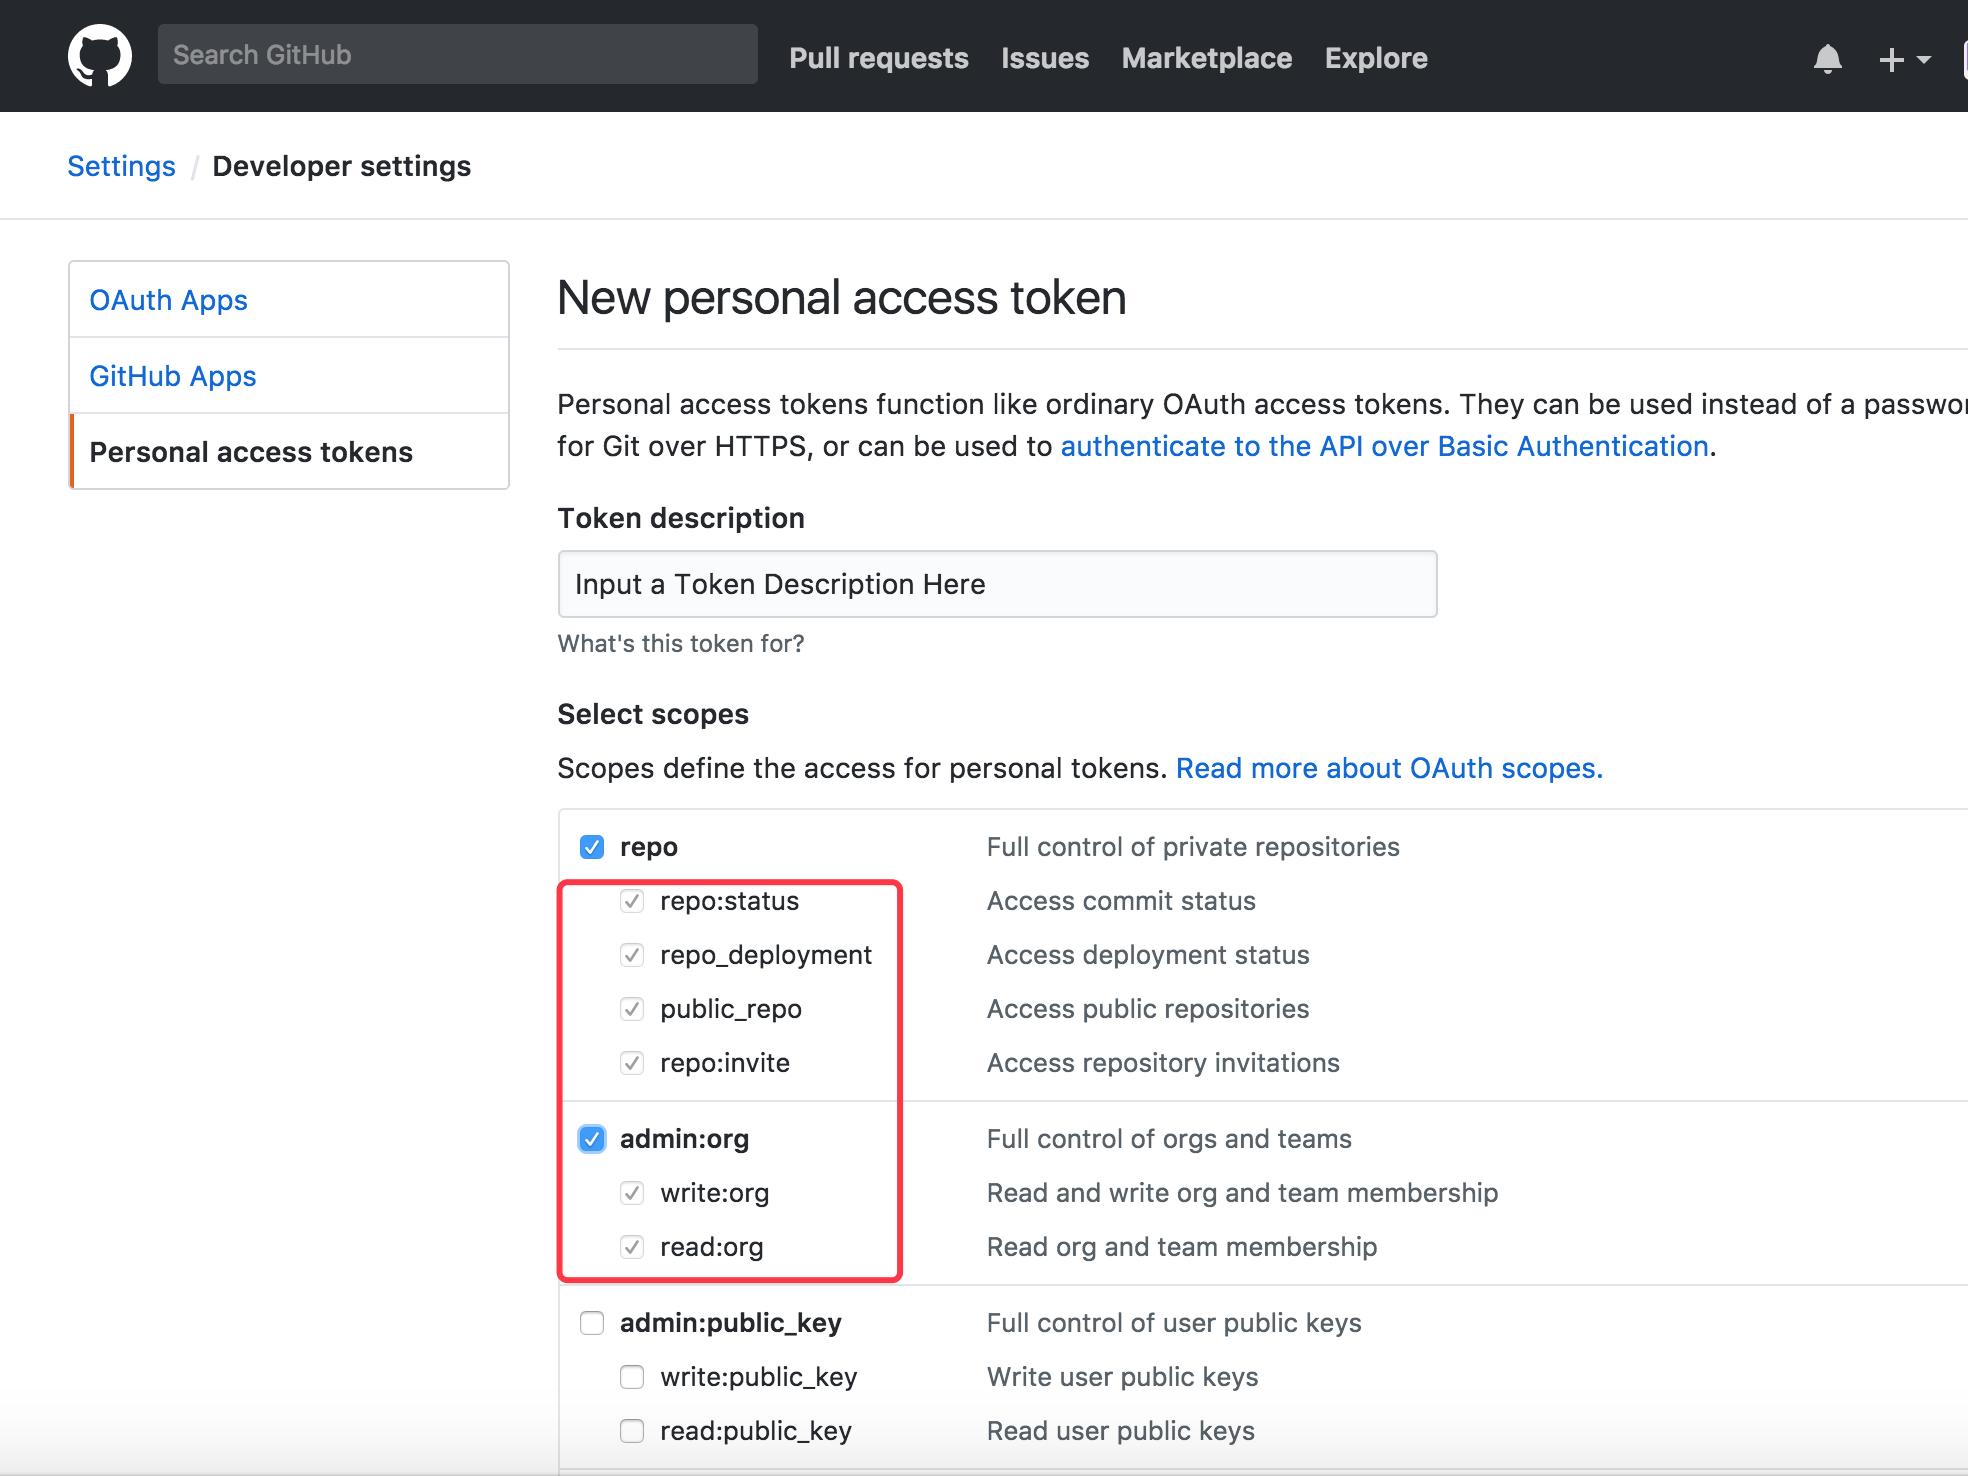 Search GitHub
Pull requests Issues Marketplace Explore
Settings / Developer settings
OAuth Apps
GitHub Apps
Personal access tokens
New personal access token
Personal access tokens function like ordinary OAuth access tokens. They can be used instead of a passwor
for Git over HTTPS, or can be used to authenticate to the API over Basic Authentication.
Token description
Input a Token Description Here
What's this token for?
Select scopes
Scopes define the access for personal tokens. Read more about OAuth scopes.
repo Full control of private repositories
repo:status Access commit status
repo_deployment Access deployment status
public_repo Access public repositories
repo:invite Access repository invitations
admin:org Full control of orgs and teams
write:org Read and write org and team membership
read:org Read org and team membership
admin:public_key Full control of user public keys
write:public_key Write user public keys
read:public_key Read user public keys